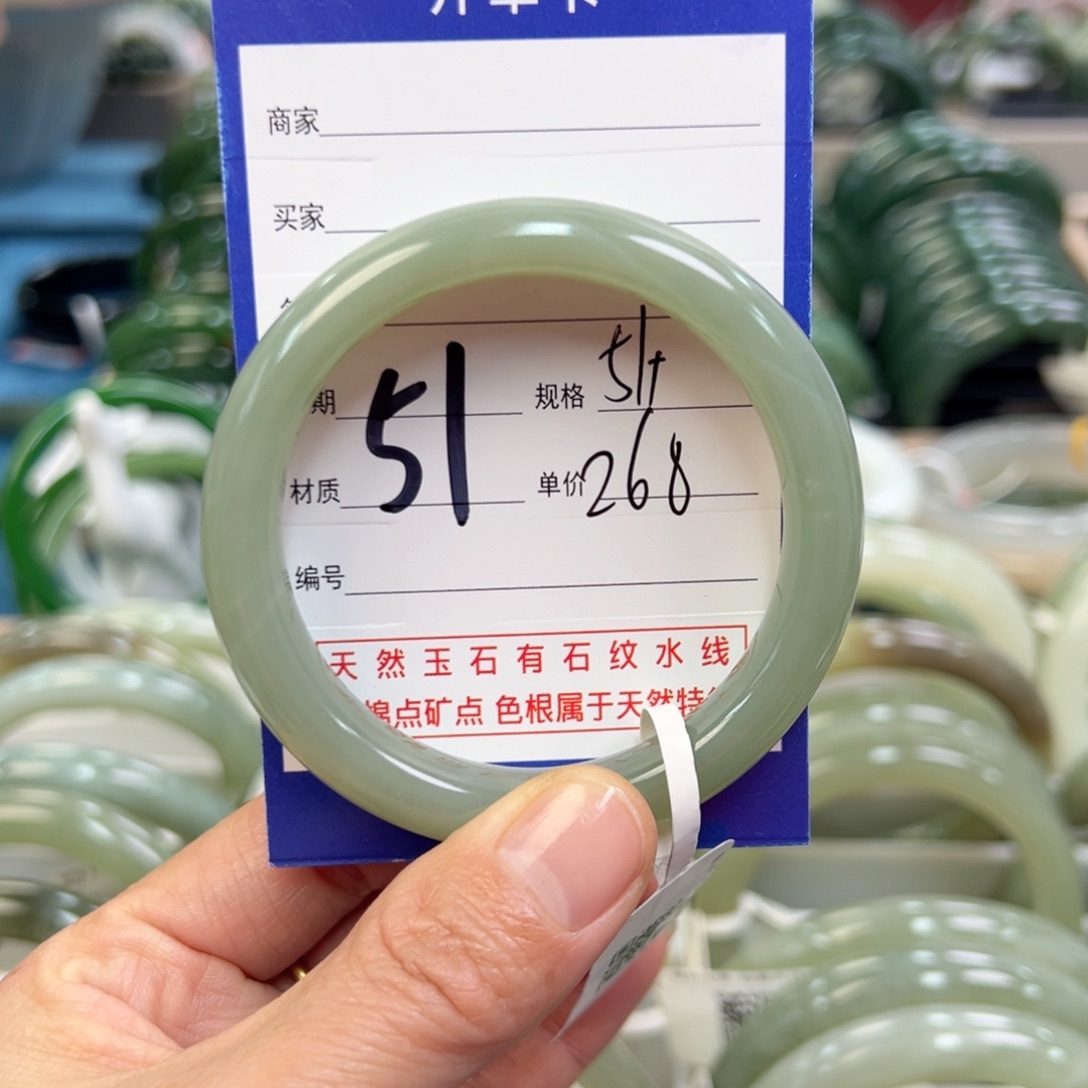 商家
买家
期 51 规格 51+
材质 单价 268
编号
天然玉石有石纹水线
棉点矿点 色根属于天然特